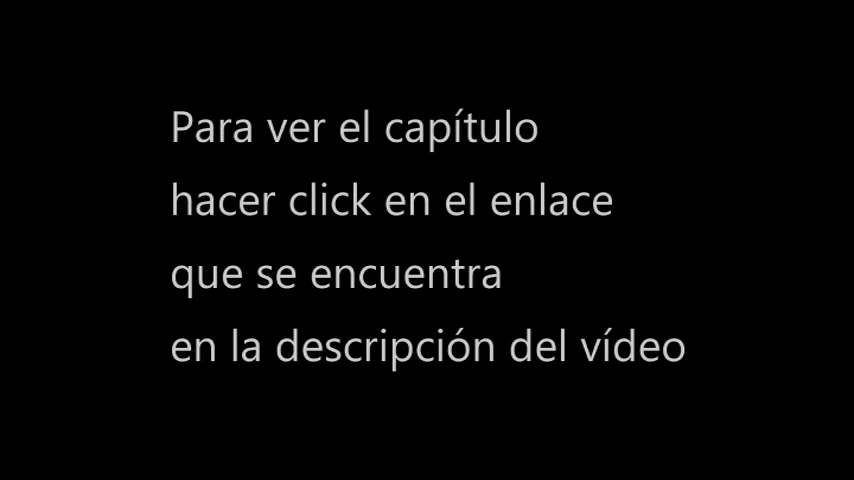 Para ver el capítulo
hacer click en el enlace
que se encuentra
en la descripción del vídeo